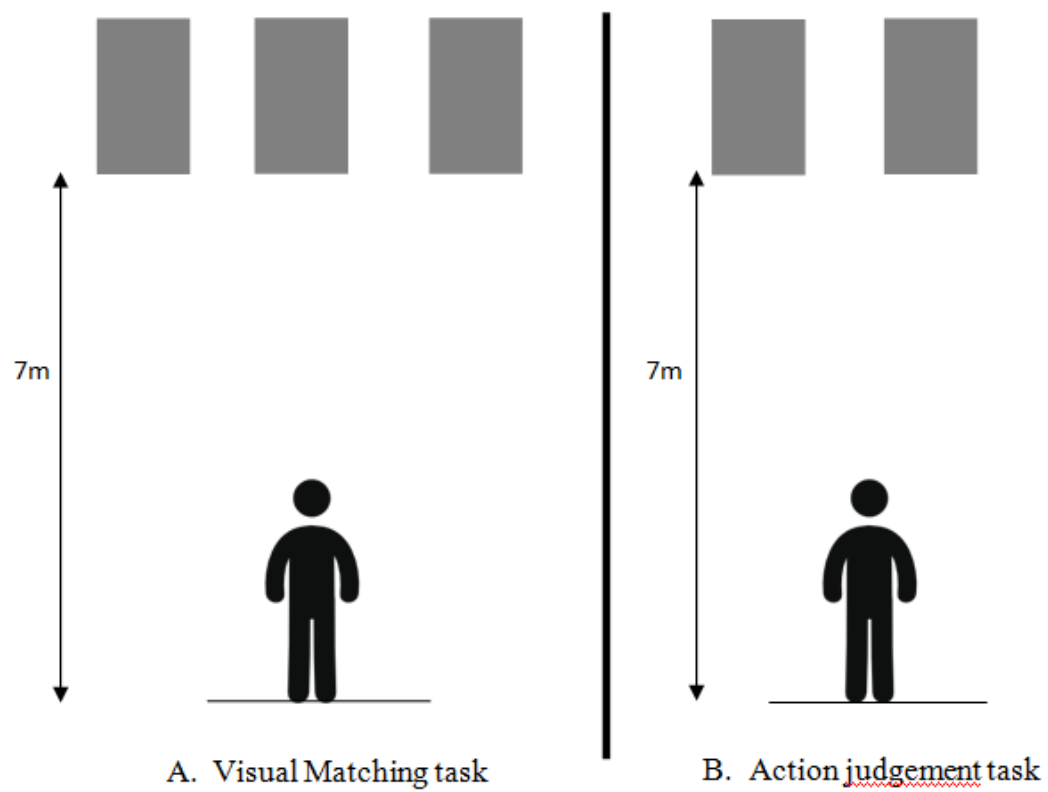 7m
7m
A. Visual Matching task
B. Action judgement task